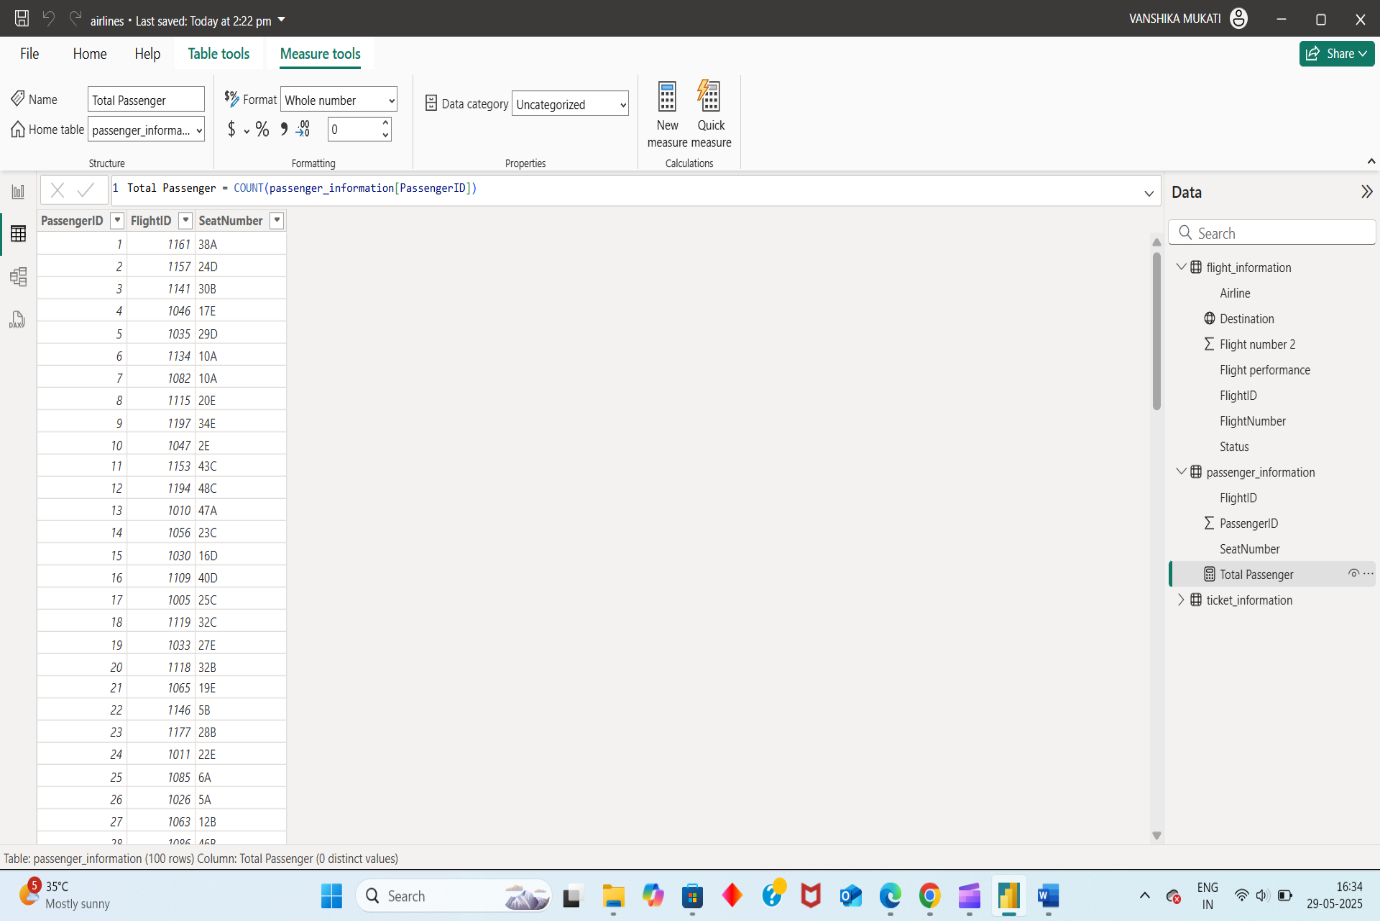 airlines • Last saved: Today at 2:22 pm
VANSHIKA MUKATI
File Home Help Table tools Measure tools
Share
Name Total Passenger
Format Whole number
Data category Uncategorized
New measure
Quick measure
Home table passenger_informa...
$ % 9 .00 0
Structure Formatting Properties Calculations
1 Total Passenger = COUNT(passenger_information[PassengerID])
PassengerID FlightID SeatNumber
1 1161 38A
2 1157 24D
3 1141 30B
4 1046 17E
5 1035 29D
6 1134 10A
7 1082 10A
8 1115 20E
9 1197 34E
10 1047 2E
11 1153 43C
12 1194 48C
13 1010 47A
14 1056 23C
15 1030 16D
16 1109 40D
17 1005 25C
18 1119 32C
19 1033 27E
20 1118 32B
21 1065 19E
22 1146 5B
23 1177 28B
24 1011 22E
25 1085 6A
26 1026 5A
27 1063 12B
28 1086 46B
Data
Search
flight_information
Airline
Destination
Flight number 2
Flight performance
FlightID
FlightNumber
Status
passenger_information
FlightID
PassengerID
SeatNumber
Total Passenger
ticket_information
DAX
Table: passenger_information (100 rows) Column: Total Passenger (0 distinct values)
5 35°C
Mostly sunny
Search
ENG
IN
16:34
29-05-2025